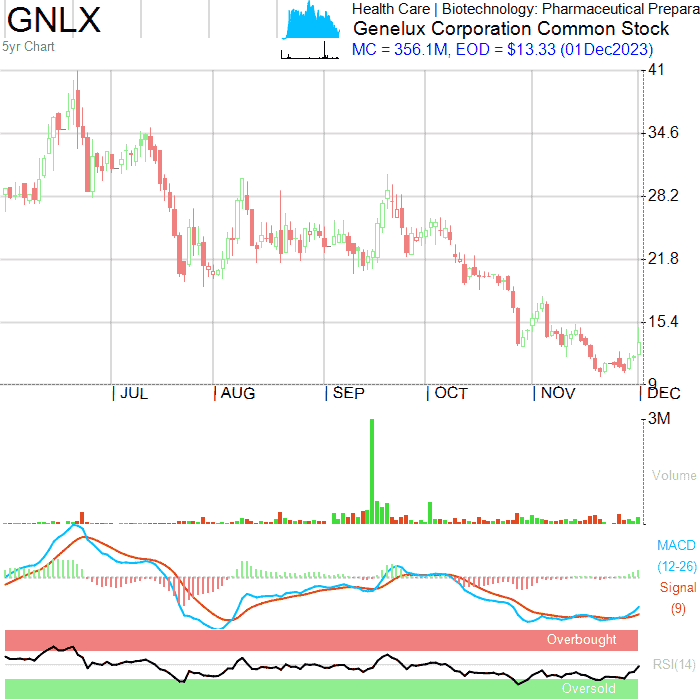 GNLX
5yr Chart
Health Care | Biotechnology: Pharmaceutical Prepara
Genelux Corporation Common Stock
MC = 356.1M, EOD = $13.33 (01Dec2023)
41
34.6
28.2
21.8
15.4
9
JUL
AUG
SEP
OCT
NOV
DEC
3M
Volume
MACD
(12-26)
Signal
(9)
Overbought
RSI(14)
Oversold